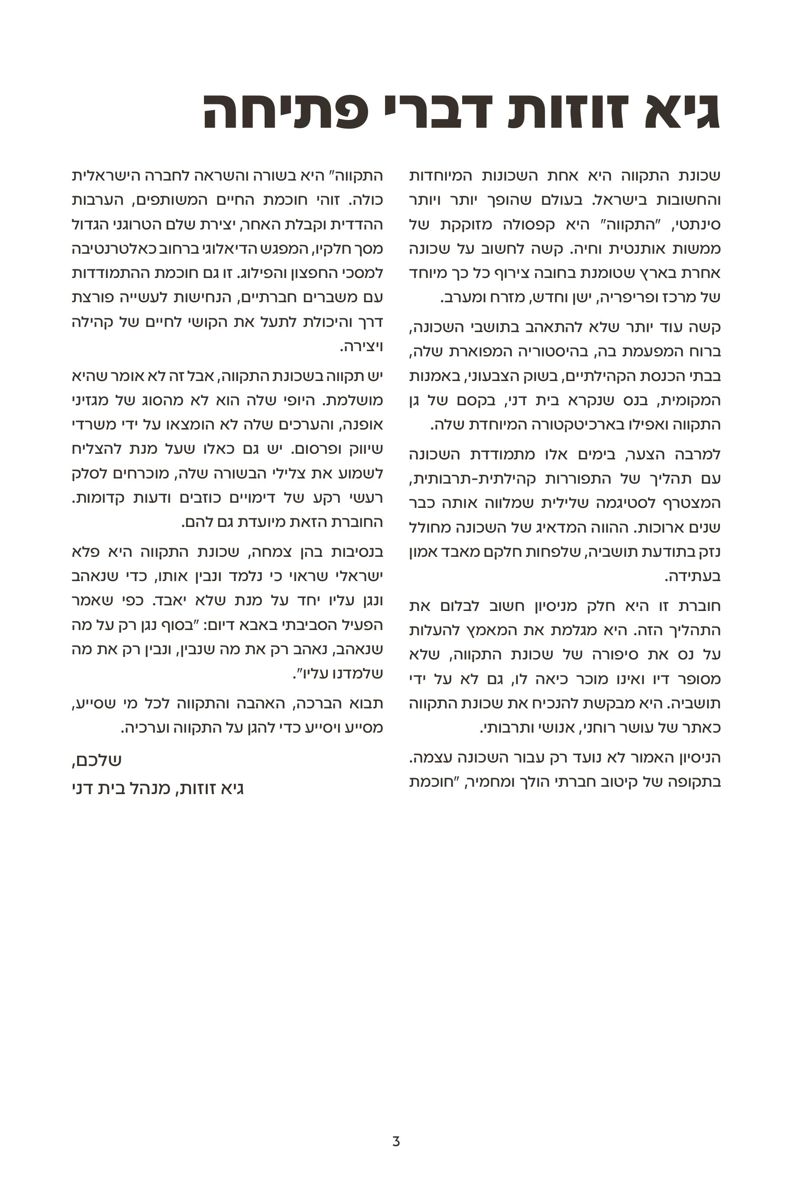 גיא זוזות דברי פתיחה
שכונת התקווה היא אחת השכונות המיוחדות
והחשובות בישראל. בעולם שהופך יותר ויותר
סינתטי, "התקווה" היא קפסולה מזוקקת של
ממשות אותנטית וחיה. קשה לחשוב על שכונה
אחרת בארץ שטומנת בחובה צירוף כל כך מיוחד
של מרכז ופריפריה, ישן וחדש, מזרח ומערב.
קשה עוד יותר שלא להתאהב בתושבי השכונה,
ברוח המפעמת בה, בהיסטוריה המפוארת שלה,
בבתי הכנסת הקהילתיים, בשוק הצבעוני, באמנות
המקומית, בנס שנקרא בית דני, בקסם של גן
התקווה ואפילו בארכיטקטורה המיוחדת שלה.
למרבה הצער, בימים אלו מתמודדת השכונה
עם תהליך של התפוררות קהילתית-תרבותית,
המצטרף לסטיגמה שלילית שמלווה אותה כבר
שנים ארוכות. ההווה המדאיג של השכונה מחולל
נזק בתודעת תושביה, שלפחות חלקם מאבד אמון
בעתידה.
חוברת זו היא חלק מניסיון חשוב לבלום את
התהליך הזה. היא מגלמת את המאמץ להעלות
על נס את סיפורה של שכונת התקווה, שלא
מסופר דיו ואינו מוכר כיאה לו, גם לא על ידי
תושביה. היא מבקשת להנכיח את שכונת התקווה
כאתר של עושר רוחני, אנושי ותרבותי.
הניסיון האמור לא נועד רק עבור השכונה עצמה.
בתקופה של קיטוב חברתי הולך ומחמיר, "חוכמת
התקווה" היא בשורה והשראה לחברה הישראלית
כולה. זוהי חוכמת החיים המשותפים, הערבות
ההדדית וקבלת האחר, יצירת שלם הטרוגני הגדול
מסך חלקיו, המפגש הדיאלוגי ברחוב כאלטרנטיבה
למסכי החפצון והפילוג. זו גם חוכמת ההתמודדות
עם משברים חברתיים, הנחישות לעשייה פורצת
דרך והיכולת לתעל את הקושי לחיים של קהילה
ויצירה.
יש תקווה בשכונת התקווה, אבל זה לא אומר שהיא
מושלמת. היופי שלה הוא לא מהסוג של מגזיני
אופנה, והערכים שלה לא הומצאו על ידי משרדי
שיווק ופרסום. יש גם כאלו שעל מנת להצליח
לשמוע את צלילי הבשורה שלה, מוכרחים לסלק
רעשי רקע של דימויים כוזבים ודעות קדומות.
החוברת הזאת מיועדת גם להם.
בנסיבות בהן צמחה, שכונת התקווה היא פלא
ישראלי שראוי כי נלמד ונבין אותו, כדי שנאהב
ונגן עליו יחד על מנת שלא יאבד. כפי שאמר
הפעיל הסביבתי באבא דיום: "בסוף נגן רק על מה
שנאהב, נאהב רק את מה שנבין, ונבין רק את מה
שלמדנו עליו".
תבוא הברכה, האהבה והתקווה לכל מי שסייע,
מסייע ויסייע כדי להגן על התקווה וערכיה.
שלכם,
גיא זוזות, מנהל בית דני
3